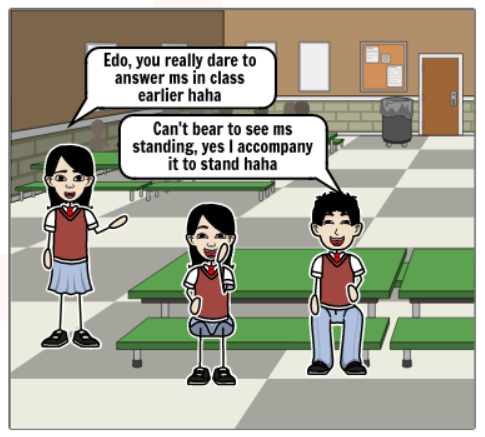 Edo, you really dare to
answer ms in class
earlier haha
Can't bear to see ms
standing, yes I accompany
it to stand haha